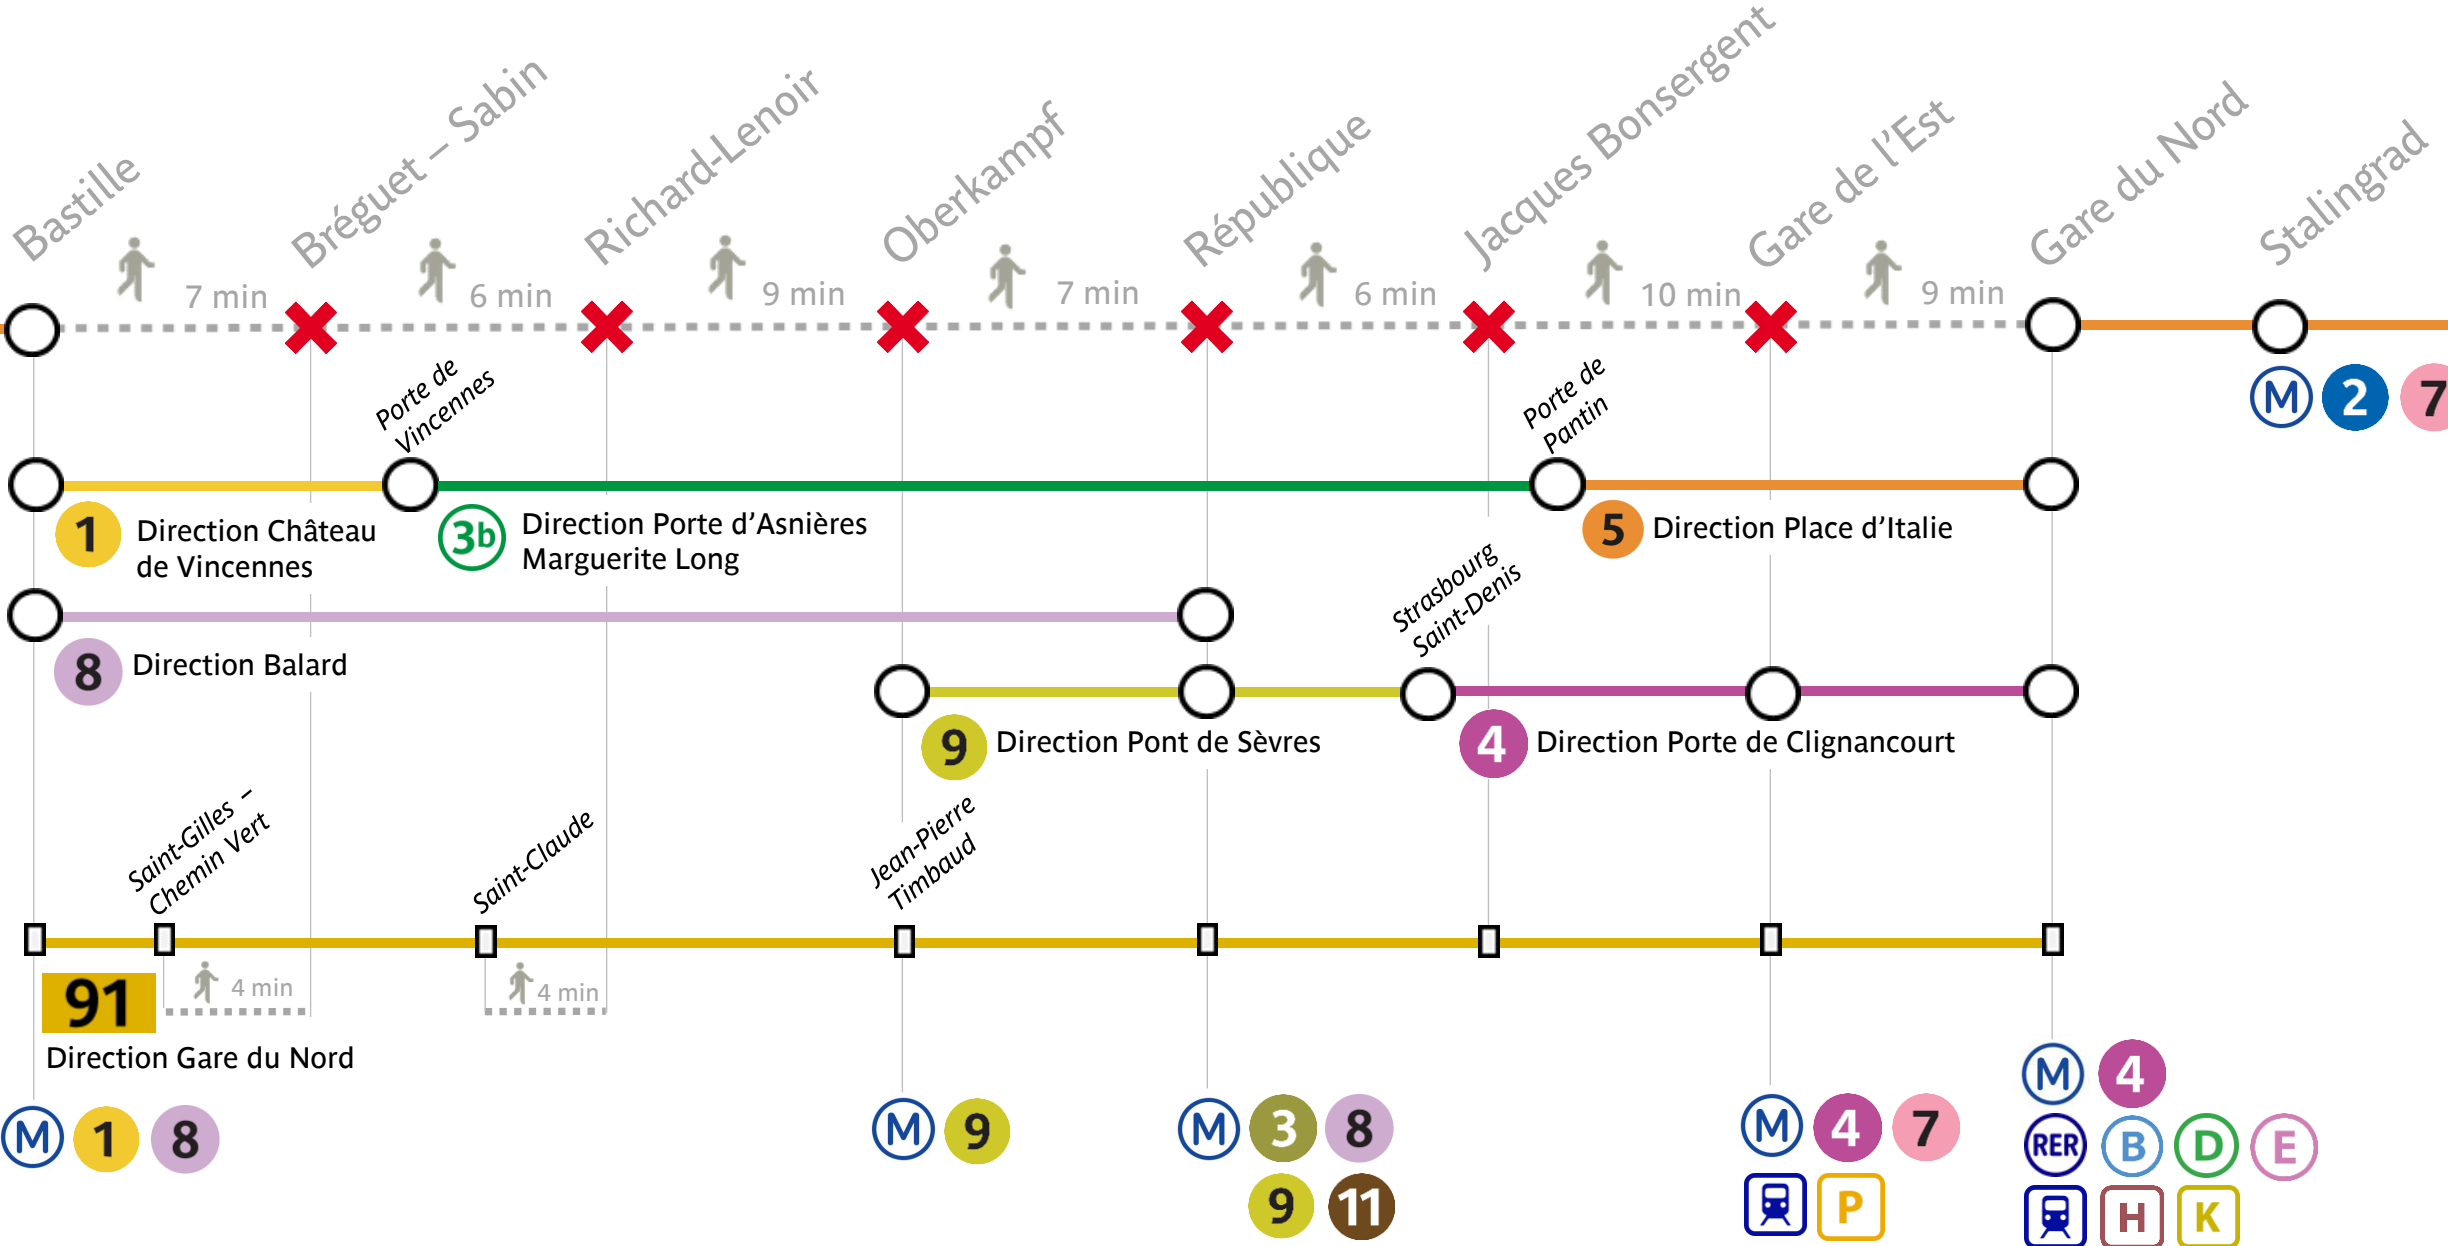 Bastille
Bréguet – Sabin
Richard-Lenoir
Oberkampf
République
Jacques Bonsergent
Gare de l'Est
Gare du Nord
Stalingrad
7 min
6 min
9 min
7 min
6 min
10 min
9 min
M 2 7
Porte de
Vincennes
Porte de
Pantin
1 Direction Château
de Vincennes
3b Direction Porte d'Asnières
Marguerite Long
5 Direction Place d'Italie
8 Direction Balard
Strasbourg
Saint-Denis
9 Direction Pont de Sèvres
4 Direction Porte de Clignancourt
Saint-Gilles –
Chemin Vert
Saint-Claude
Jean-Pierre
Timbaud
4 min
4 min
91
Direction Gare du Nord
M 1 8
M 9
M 3 8
9 11
M 4 7
P
M 4
RER B D E
H K